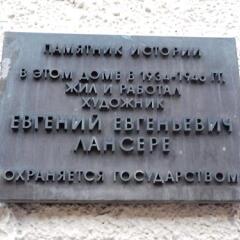 ПАМЯТНИК ИСТОРИИ
В ЭТОМ ДОМЕ В 1934-1946 ГГ.
ЖИЛ И РАБОТАЛ
ХУДОЖНИК
ЕВГЕНИЙ ЕВГЕНЬЕВИЧ
ЛАНСЕРЕ
ОХРАНЯЕТСЯ ГОСУДАРСТВОМ